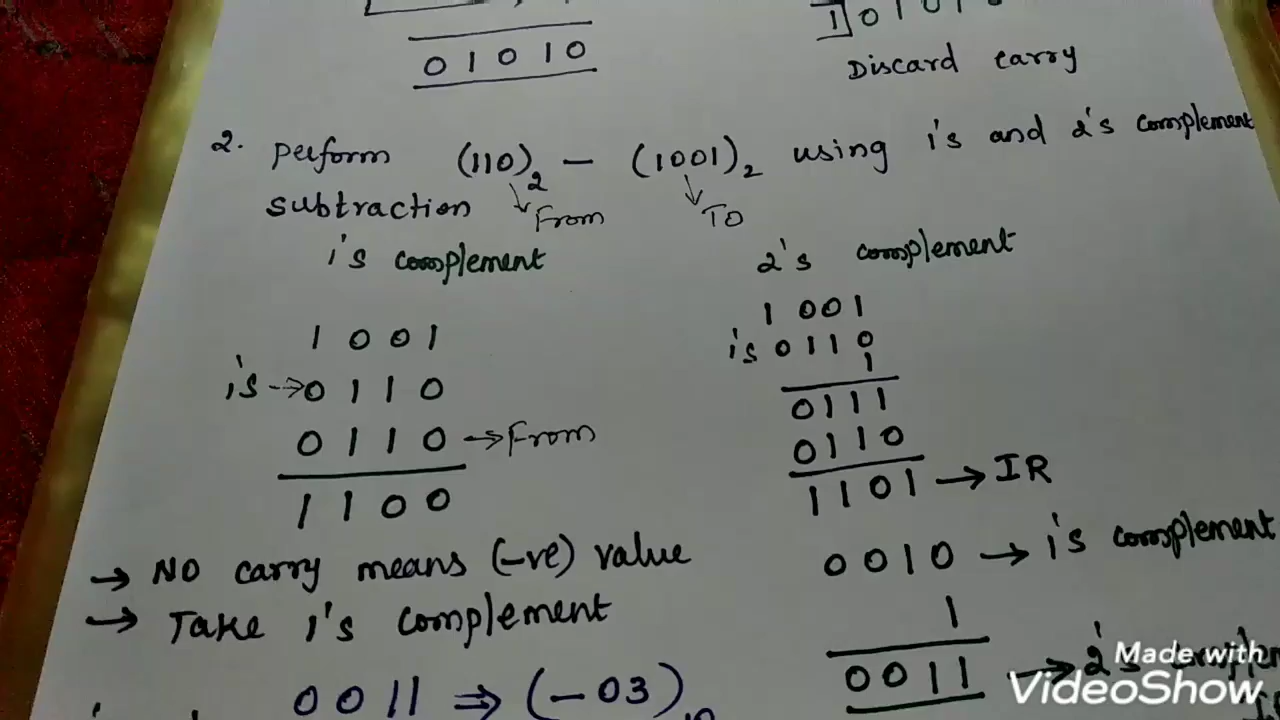 0 1 0 1 0
Discard carry
2. Perform (110)₂ – (1001)₂ using 1's and 2's complement
subtraction From To
1's complement
1 0 0 1
1's → 0 1 1 0
0 1 1 0 → From
1 1 0 0
→ NO carry means (-ve) value
→ Take 1's complement
0 0 1 1 ⇒ (-03)₁₀
2's complement
1 001
1's 0 1 1 0
1
0 1 1 1
0 1 1 0
1 1 0 1 → IR
0 0 1 0 → 1's complement
1
0 0 1 1 → 2's
Made with
VideoShow